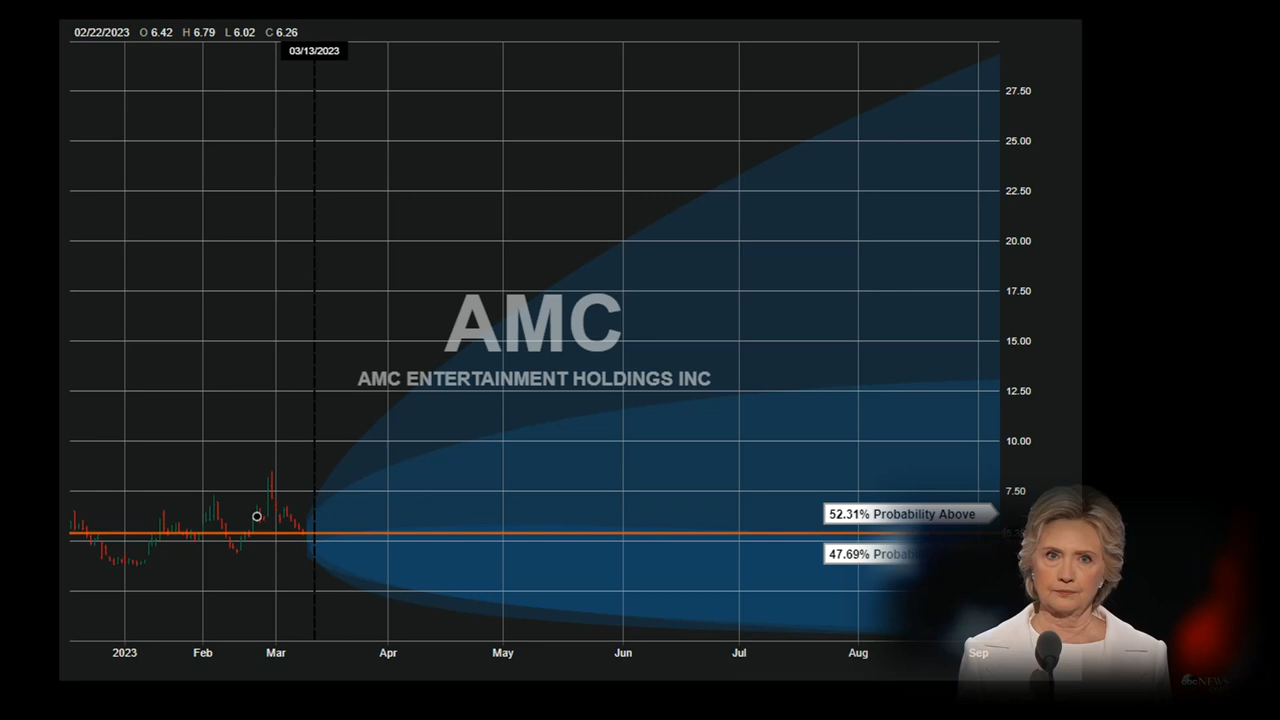 02/22/2023 O 6.42 H 6.79 L 6.02 C 6.26
03/13/2023
27.50
25.00
22.50
20.00
17.50
15.00
12.50
10.00
7.50
AMC
AMC ENTERTAINMENT HOLDINGS INC
52.31% Probability Above
47.69%
2023 Feb Mar Apr May Jun Jul Aug Sep
abc NEWS